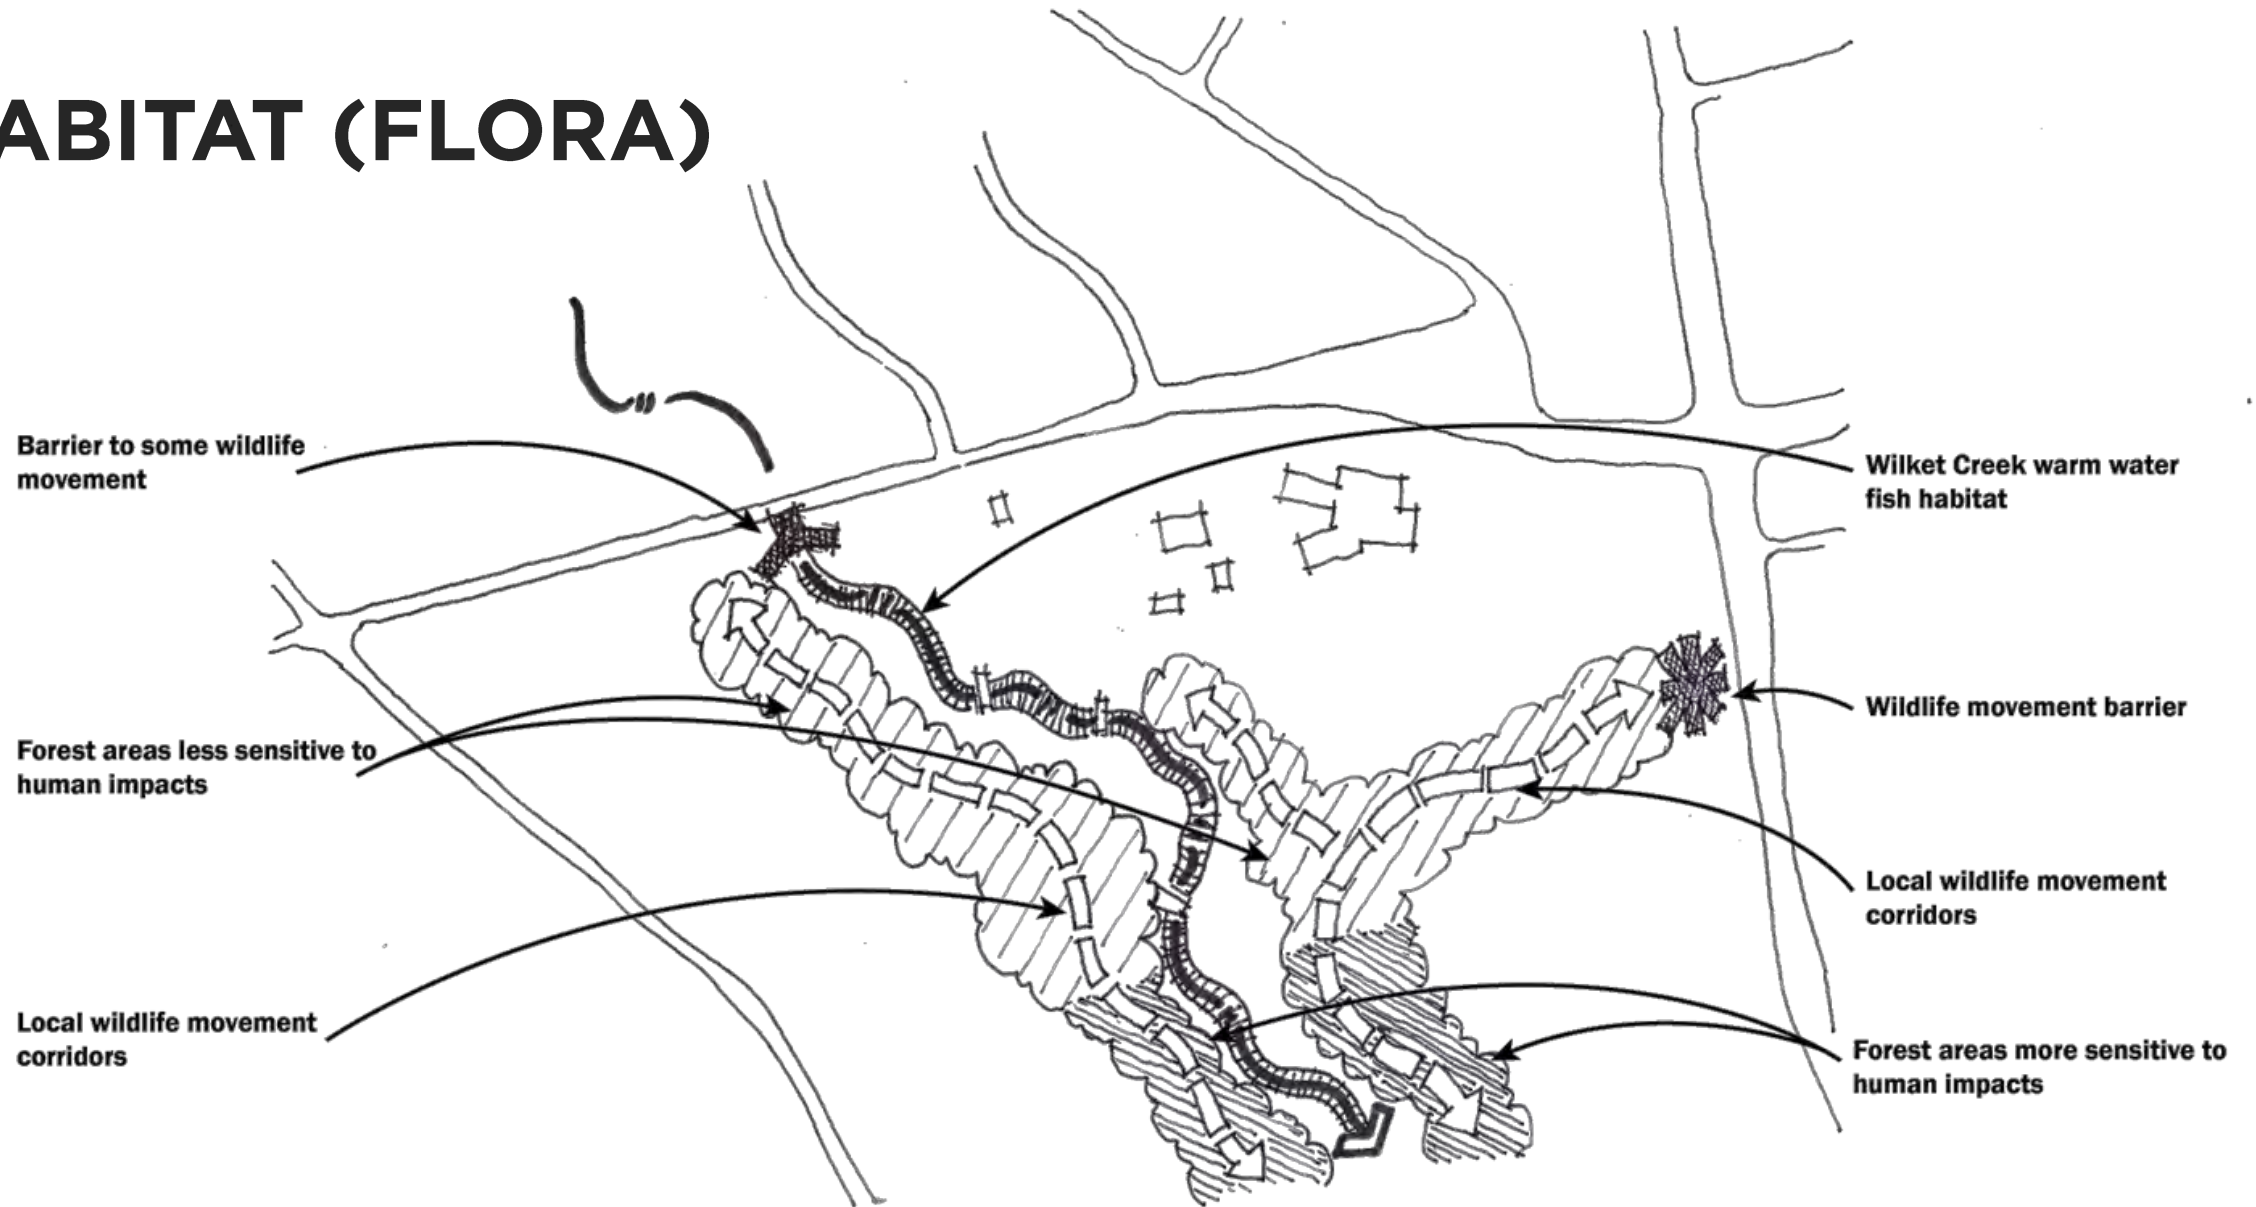 ABITAT (FLORA)
Barrier to some wildlife
movement
Wilket Creek warm water
fish habitat
Forest areas less sensitive to
human impacts
Wildlife movement barrier
Local wildlife movement
corridors
Local wildlife movement
corridors
Forest areas more sensitive to
human impacts